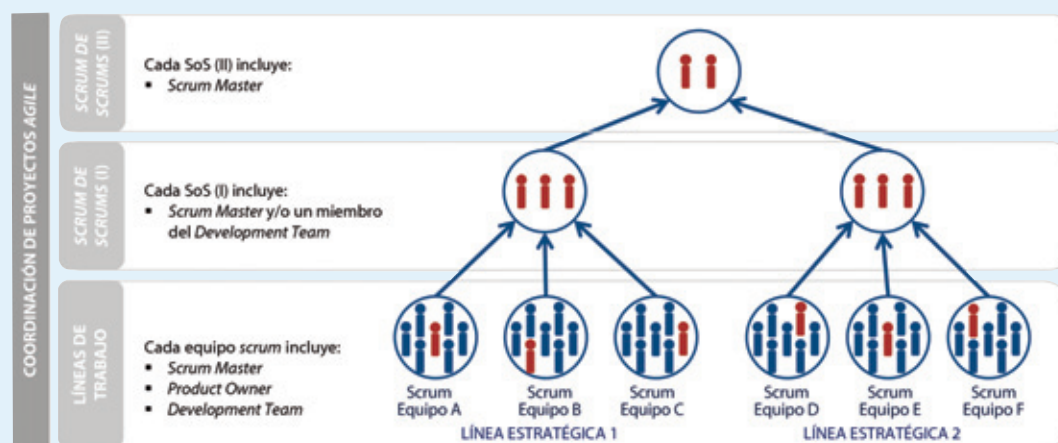 COORDINACIÓN DE PROYECTOS AGILE
SCRUM DE
SCRUMS (II)
Cada SoS (II) incluye:
▪ Scrum Master
SCRUM DE
SCRUMS (I)
Cada SoS (I) incluye:
▪ Scrum Master y/o un miembro
del Development Team
LÍNEAS DE
TRABAJO
Cada equipo scrum incluye:
▪ Scrum Master
▪ Product Owner
▪ Development Team
Scrum
Equipo A
Scrum
Equipo B
Scrum
Equipo C
Scrum
Equipo D
Scrum
Equipo E
Scrum
Equipo F
LÍNEA ESTRATÉGICA 1
LÍNEA ESTRATÉGICA 2